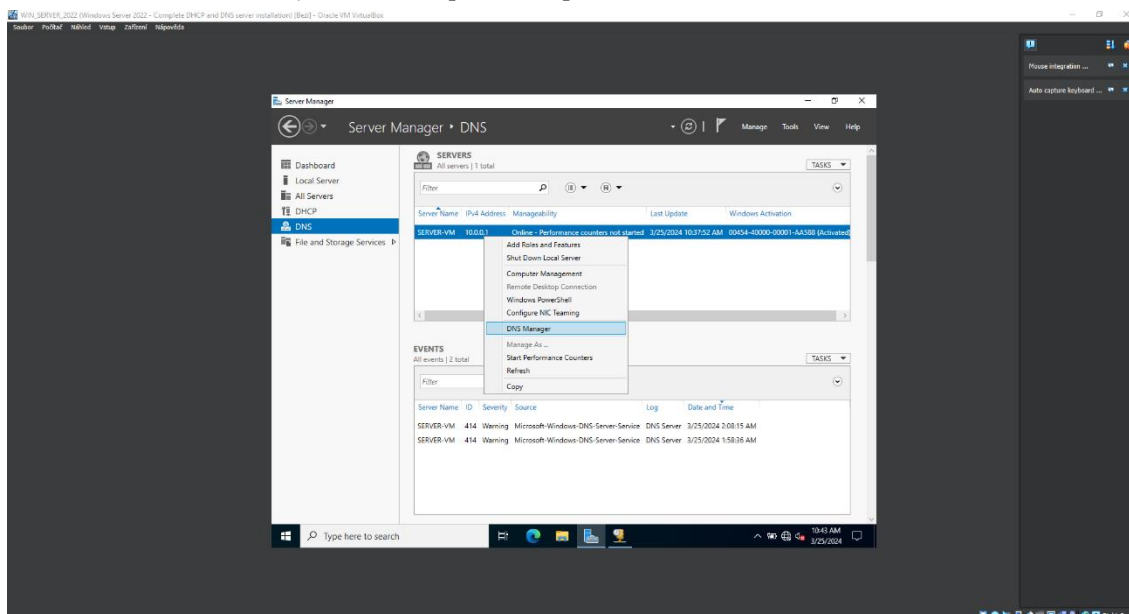 WIN_SERVER_2022 (Windows Server 2022 - Complete DHCP and DNS server installation) [Běží] - Oracle VM VirtualBox
Soubor Počítač Náhled Vstup Zařízení Nápověda
Mouse integration ...
Auto capture keyboard ...
Server Manager
Server Manager • DNS
Manage Tools View Help
Dashboard
Local Server
All Servers
DHCP
DNS
File and Storage Services
SERVERS
All servers | 1 total
TASKS
Filter
Server Name IPv4 Address Manageability Last Update Windows Activation
SERVER-VM 10.0.0.1 Online - Performance counters not started 3/25/2024 10:37:52 AM 00454-40000-00001-AA588 (Activated)
Add Roles and Features
Shut Down Local Server
Computer Management
Remote Desktop Connection
Windows PowerShell
Configure NIC Teaming
DNS Manager
Manage As ...
Start Performance Counters
Refresh
Copy
EVENTS
All events | 2 total
TASKS
Filter
Server Name ID Severity Source Log Date and Time
SERVER-VM 414 Warning Microsoft-Windows-DNS-Server-Service DNS Server 3/25/2024 2:08:15 AM
SERVER-VM 414 Warning Microsoft-Windows-DNS-Server-Service DNS Server 3/25/2024 1:58:36 AM
Type here to search
10:43 AM
3/25/2024